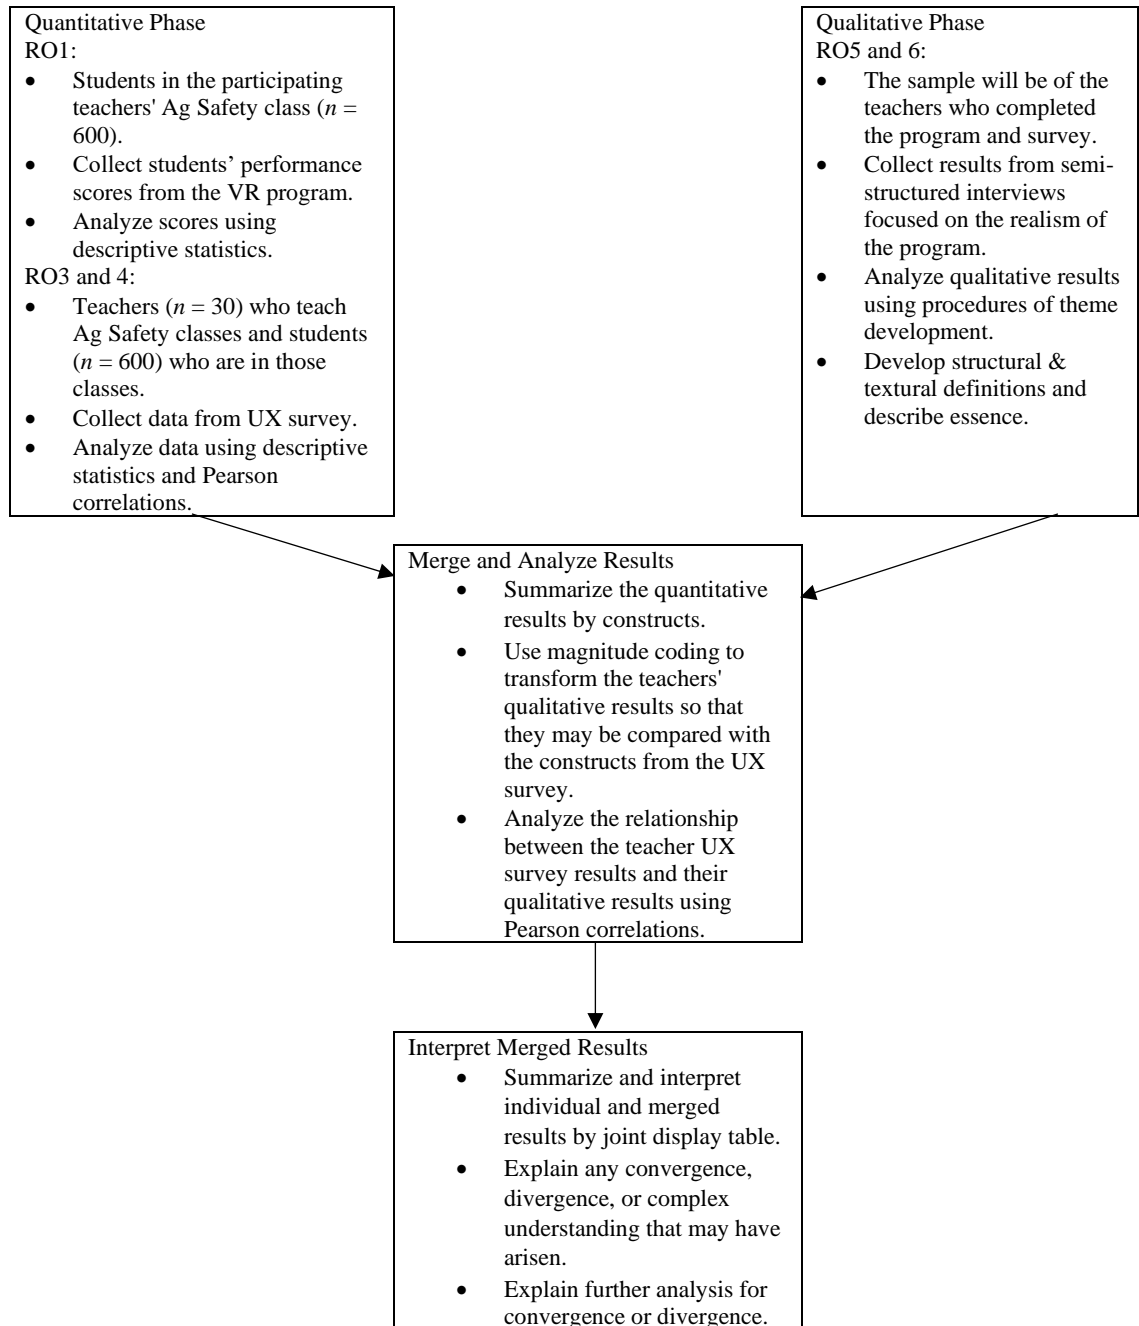 Quantitative Phase
RO1:
• Students in the participating
teachers' Ag Safety class (n =
600).
• Collect students’ performance
scores from the VR program.
• Analyze scores using
descriptive statistics.
RO3 and 4:
• Teachers (n = 30) who teach
Ag Safety classes and students
(n = 600) who are in those
classes.
• Collect data from UX survey.
• Analyze data using descriptive
statistics and Pearson
correlations.
Qualitative Phase
RO5 and 6:
• The sample will be of the
teachers who completed
the program and survey.
• Collect results from semi-
structured interviews
focused on the realism of
the program.
• Analyze qualitative results
using procedures of theme
development.
• Develop structural &
textural definitions and
describe essence.
Merge and Analyze Results
• Summarize the quantitative
results by constructs.
• Use magnitude coding to
transform the teachers'
qualitative results so that
they may be compared with
the constructs from the UX
survey.
• Analyze the relationship
between the teacher UX
survey results and their
qualitative results using
Pearson correlations.
Interpret Merged Results
• Summarize and interpret
individual and merged
results by joint display table.
• Explain any convergence,
divergence, or complex
understanding that may have
arisen.
• Explain further analysis for
convergence or divergence.